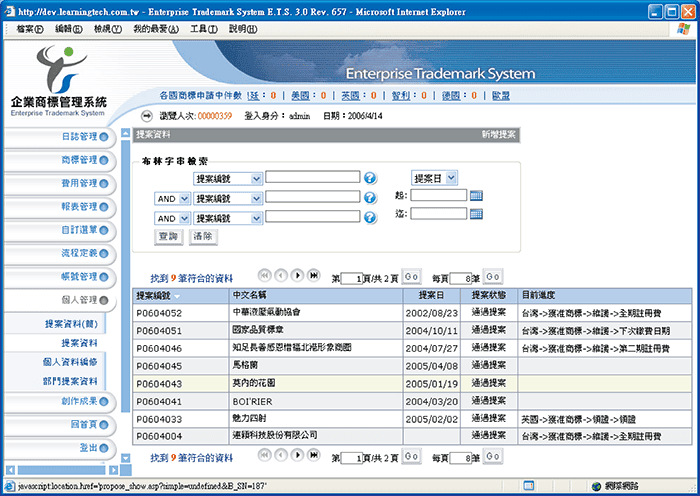 http://dev.learningtech.com.tw - Enterprise Trademark System E.T.S. 3.0 Rev. 657 - Microsoft Internet Explorer
檔案(F) 編輯(E) 檢視(V) 我的最愛(A) 工具(T) 說明(H)
企業商標管理系統
Enterprise Trademark System
Enterprise Trademark System
各國商標申請中件數 : 0 | 美國: 0 | 英國: 0 | 智利: 0 | 德國: 0 | 歐盟
瀏覽人次:00000359 登入身分: admin 日期:2006/4/14
日誌管理
商標管理
費用管理
報表管理
自訂選單
流程定義
帳號管理
個人管理
提案資料(簡)
提案資料
個人資料編修
部門提案資料
創作成果
回首頁
登出
提案資料 新增提案
布林字串檢索
提案編號 ? 提案日
AND 提案編號 ? 起:
AND 提案編號 ? 迄:
查詢 清除
找到 9 筆符合的資料 第 1 頁/共 2 頁 Go 每頁 8 筆 Go
提案編號 中文名稱 提案日 提案狀態 目前進度
P0604052 中華液壓氣動協會 2002/08/23 通過提案 台灣->獲准商標->維護->全期註冊費
P0604051 國家品質標章 2004/10/11 通過提案 台灣->獲准商標->維護->下次繳費日期
P0604046 知足長善感恩惜福北港形象商圈 2004/07/27 通過提案 台灣->獲准商標->維護->第二期註冊費
P0604045 馬格蘭 2005/04/08 通過提案
P0604043 莫內的花園 2005/01/19 通過提案
P0604041 BOI'RIER 2004/03/20 通過提案
P0604033 魅力四射 2005/02/02 通過提案 英國->獲准商標->領證->領證
P0604004 連穎科技股份有限公司 通過提案 台灣->獲准商標->維護->全期註冊費
找到 9 筆符合的資料 第 1 頁/共 2 頁 Go 每頁 8 筆 Go
javascript:location.href='propose_show.asp?simple=undefined&B_SN=187' 網際網路